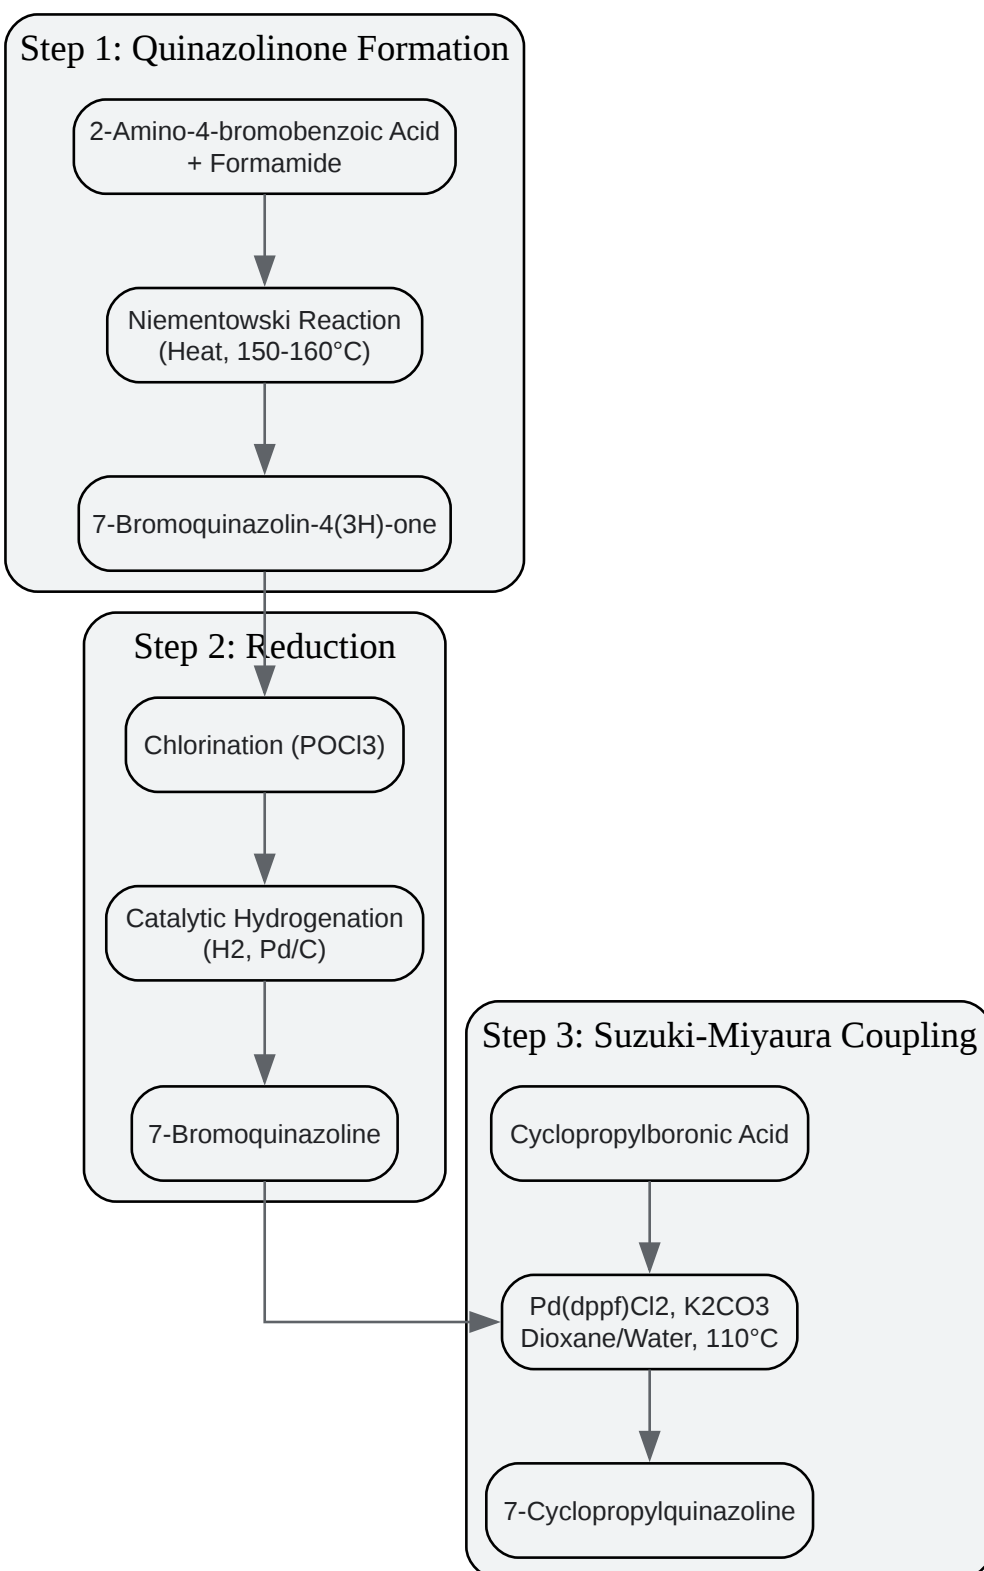 Step 1: Quinazolinone Formation
2-Amino-4-bromobenzoic Acid
+ Formamide
Niementowski Reaction
(Heat, 150-160°C)
7-Bromoquinazolin-4(3H)-one
Step 2: Reduction
Chlorination (POCl3)
Catalytic Hydrogenation
(H2, Pd/C)
7-Bromoquinazoline
Step 3: Suzuki-Miyaura Coupling
Cyclopropylboronic Acid
Pd(dppf)Cl2, K2CO3
Dioxane/Water, 110°C
7-Cyclopropylquinazoline